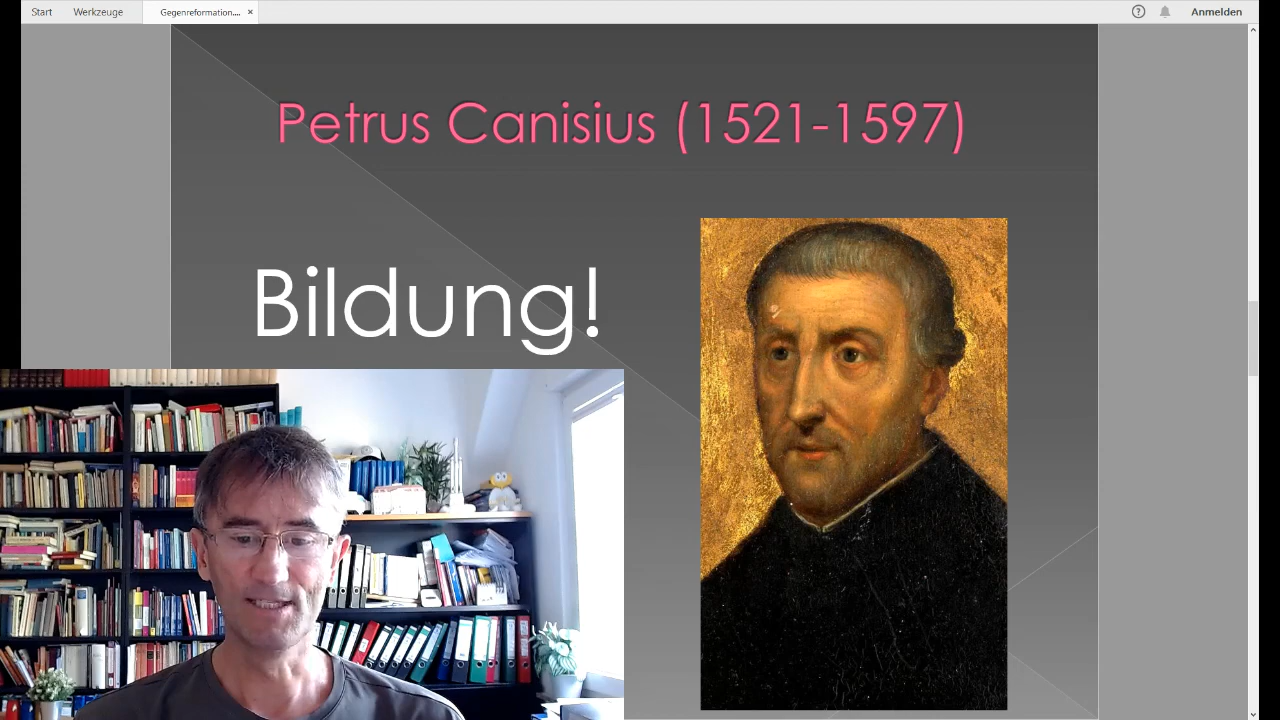 Start Werkzeuge Gegenreformation.... × Anmelden
Petrus Canisius (1521-1597)
Bildung!